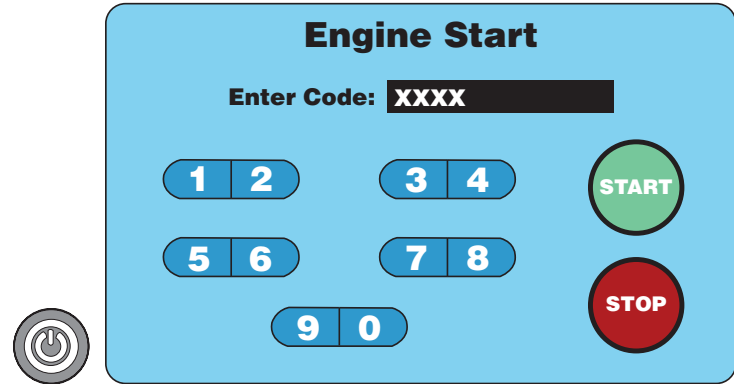 Engine Start
Enter Code: XXXX
1 2 3 4
START
5 6 7 8
STOP
9 0